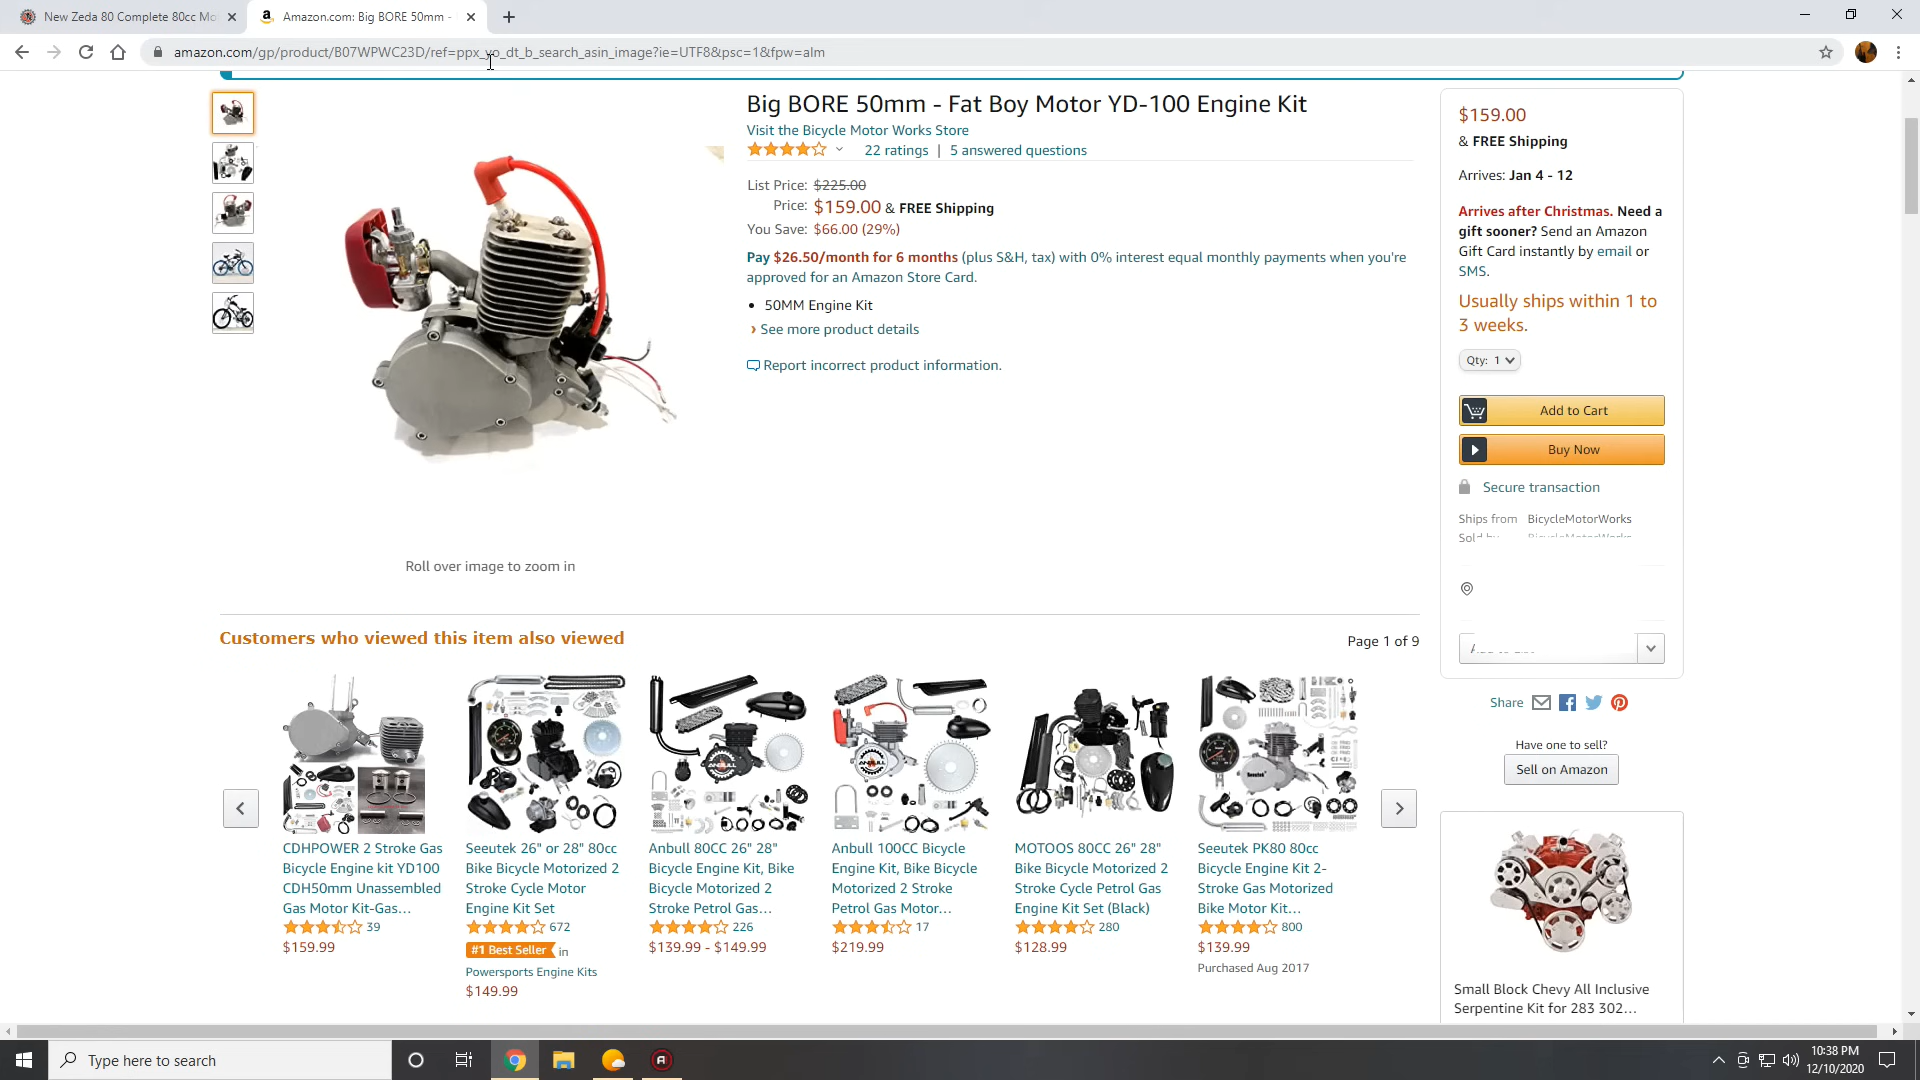 New Zeda 80 Complete 80cc Mo
Amazon.com: Big BORE 50mm -
amazon.com/gp/product/B07WPWC23D/ref=ppx_yo_dt_b_search_asin_image?ie=UTF8&psc=1&fpw=alm
Big BORE 50mm - Fat Boy Motor YD-100 Engine Kit
Visit the Bicycle Motor Works Store
22 ratings | 5 answered questions
List Price: $225.00
Price: $159.00 & FREE Shipping
You Save: $66.00 (29%)
Pay $26.50/month for 6 months (plus S&H, tax) with 0% interest equal monthly payments when you're
approved for an Amazon Store Card.
• 50MM Engine Kit
› See more product details
Report incorrect product information.
Roll over image to zoom in
$159.00
& FREE Shipping
Arrives: Jan 4 - 12
Arrives after Christmas. Need a
gift sooner? Send an Amazon
Gift Card instantly by email or
SMS.
Usually ships within 1 to
3 weeks.
Qty: 1
Add to Cart
Buy Now
Secure transaction
Ships from BicycleMotorWorks
Sold by BicycleMotorWorks
Share
Have one to sell?
Sell on Amazon
Customers who viewed this item also viewed
Page 1 of 9
CDHPOWER 2 Stroke Gas
Bicycle Engine kit YD100
CDH50mm Unassembled
Gas Motor Kit-Gas…
39
$159.99
Seeutek 26" or 28" 80cc
Bike Bicycle Motorized 2
Stroke Cycle Motor
Engine Kit Set
672
#1 Best Seller in
Powersports Engine Kits
$149.99
Anbull 80CC 26" 28"
Bicycle Engine Kit, Bike
Bicycle Motorized 2
Stroke Petrol Gas…
226
$139.99 - $149.99
Anbull 100CC Bicycle
Engine Kit, Bike Bicycle
Motorized 2 Stroke
Petrol Gas Motor…
17
$219.99
MOTOOS 80CC 26" 28"
Bike Bicycle Motorized 2
Stroke Cycle Petrol Gas
Engine Kit Set (Black)
280
$128.99
Seeutek PK80 80cc
Bicycle Engine Kit 2-
Stroke Gas Motorized
Bike Motor Kit…
800
$139.99
Purchased Aug 2017
Small Block Chevy All Inclusive
Serpentine Kit for 283 302…
Type here to search
10:38 PM
12/10/2020